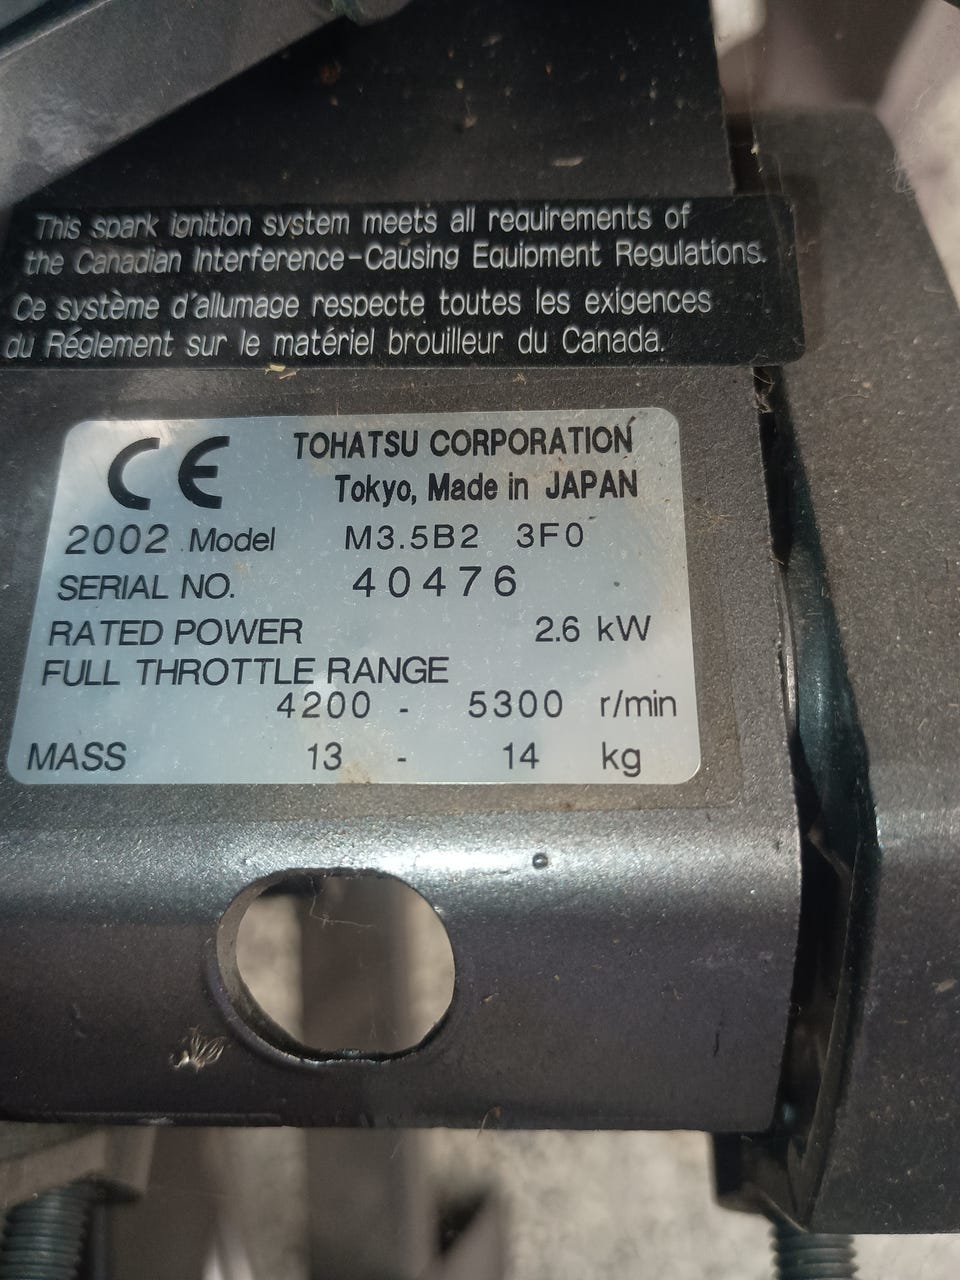 This spark ignition system meets all requirements of
the Canadian Interference-Causing Equipment Regulations.
Ce système d'allumage respecte toutes les exigences
du Réglement sur le matériel brouilleur du Canada.
CE TOHATSU CORPORATION
Tokyo, Made in JAPAN
2002 Model M3.5B2 3F0
SERIAL NO. 40476
RATED POWER 2.6 kW
FULL THROTTLE RANGE
4200 - 5300 r/min
MASS 13 - 14 kg